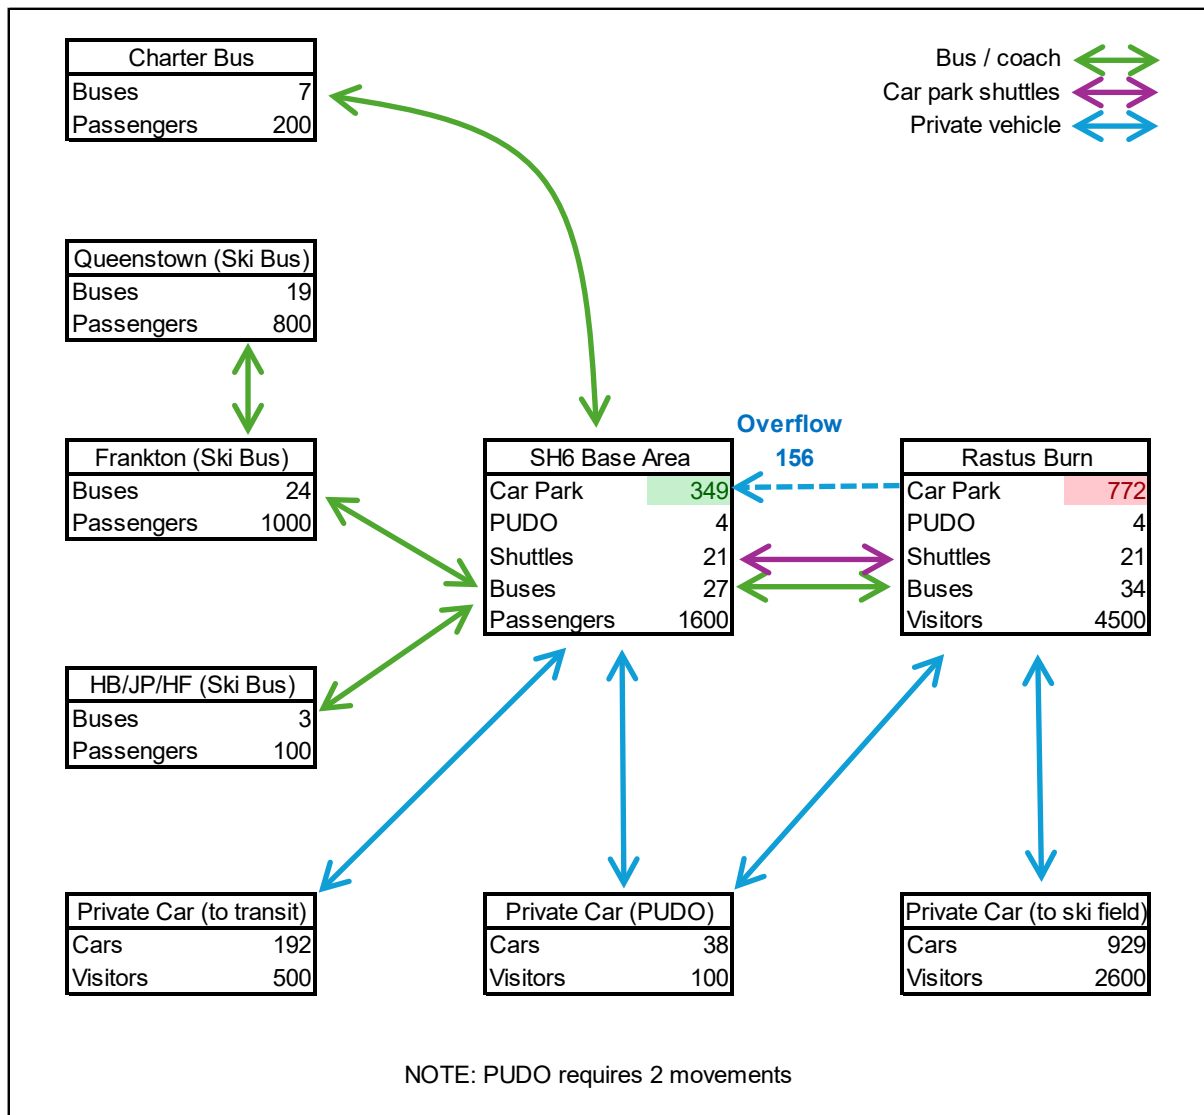 Charter Bus
Buses 7
Passengers 200
Bus / coach
Car park shuttles
Private vehicle
Queenstown (Ski Bus)
Buses 19
Passengers 800
Frankton (Ski Bus)
Buses 24
Passengers 1000
Overflow
156
SH6 Base Area
Car Park 349
PUDO 4
Shuttles 21
Buses 27
Passengers 1600
Rastus Burn
Car Park 772
PUDO 4
Shuttles 21
Buses 34
Visitors 4500
HB/JP/HF (Ski Bus)
Buses 3
Passengers 100
Private Car (to transit)
Cars 192
Visitors 500
Private Car (PUDO)
Cars 38
Visitors 100
Private Car (to ski field)
Cars 929
Visitors 2600
NOTE: PUDO requires 2 movements